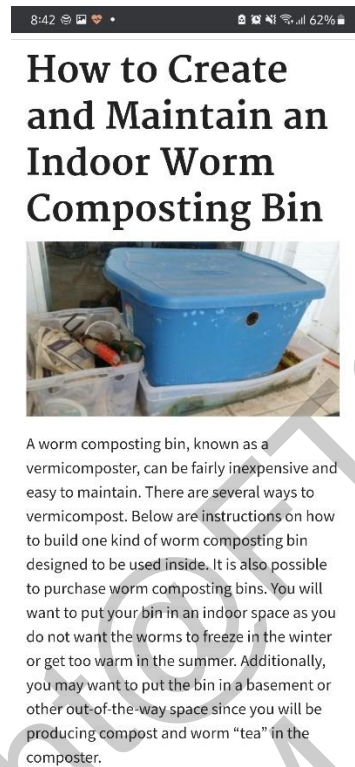 8:42
62%
How to Create
and Maintain an
Indoor Worm
Composting Bin
A worm composting bin, known as a
vermicomposter, can be fairly inexpensive and
easy to maintain. There are several ways to
vermicompost. Below are instructions on how
to build one kind of worm composting bin
designed to be used inside. It is also possible
to purchase worm composting bins. You will
want to put your bin in an indoor space as you
do not want the worms to freeze in the winter
or get too warm in the summer. Additionally,
you may want to put the bin in a basement or
other out-of-the-way space since you will be
producing compost and worm “tea” in the
composter.